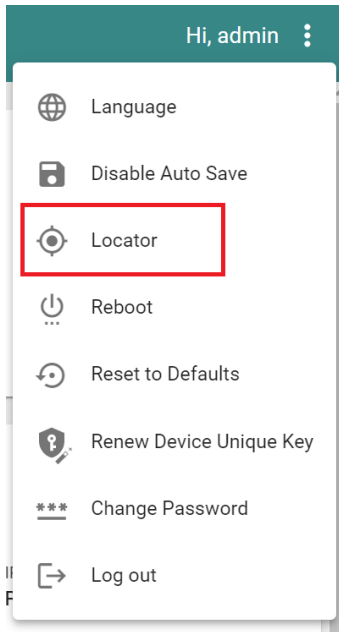 Hi, admin
Language
Disable Auto Save
Locator
Reboot
Reset to Defaults
Renew Device Unique Key
***
Change Password
Log out